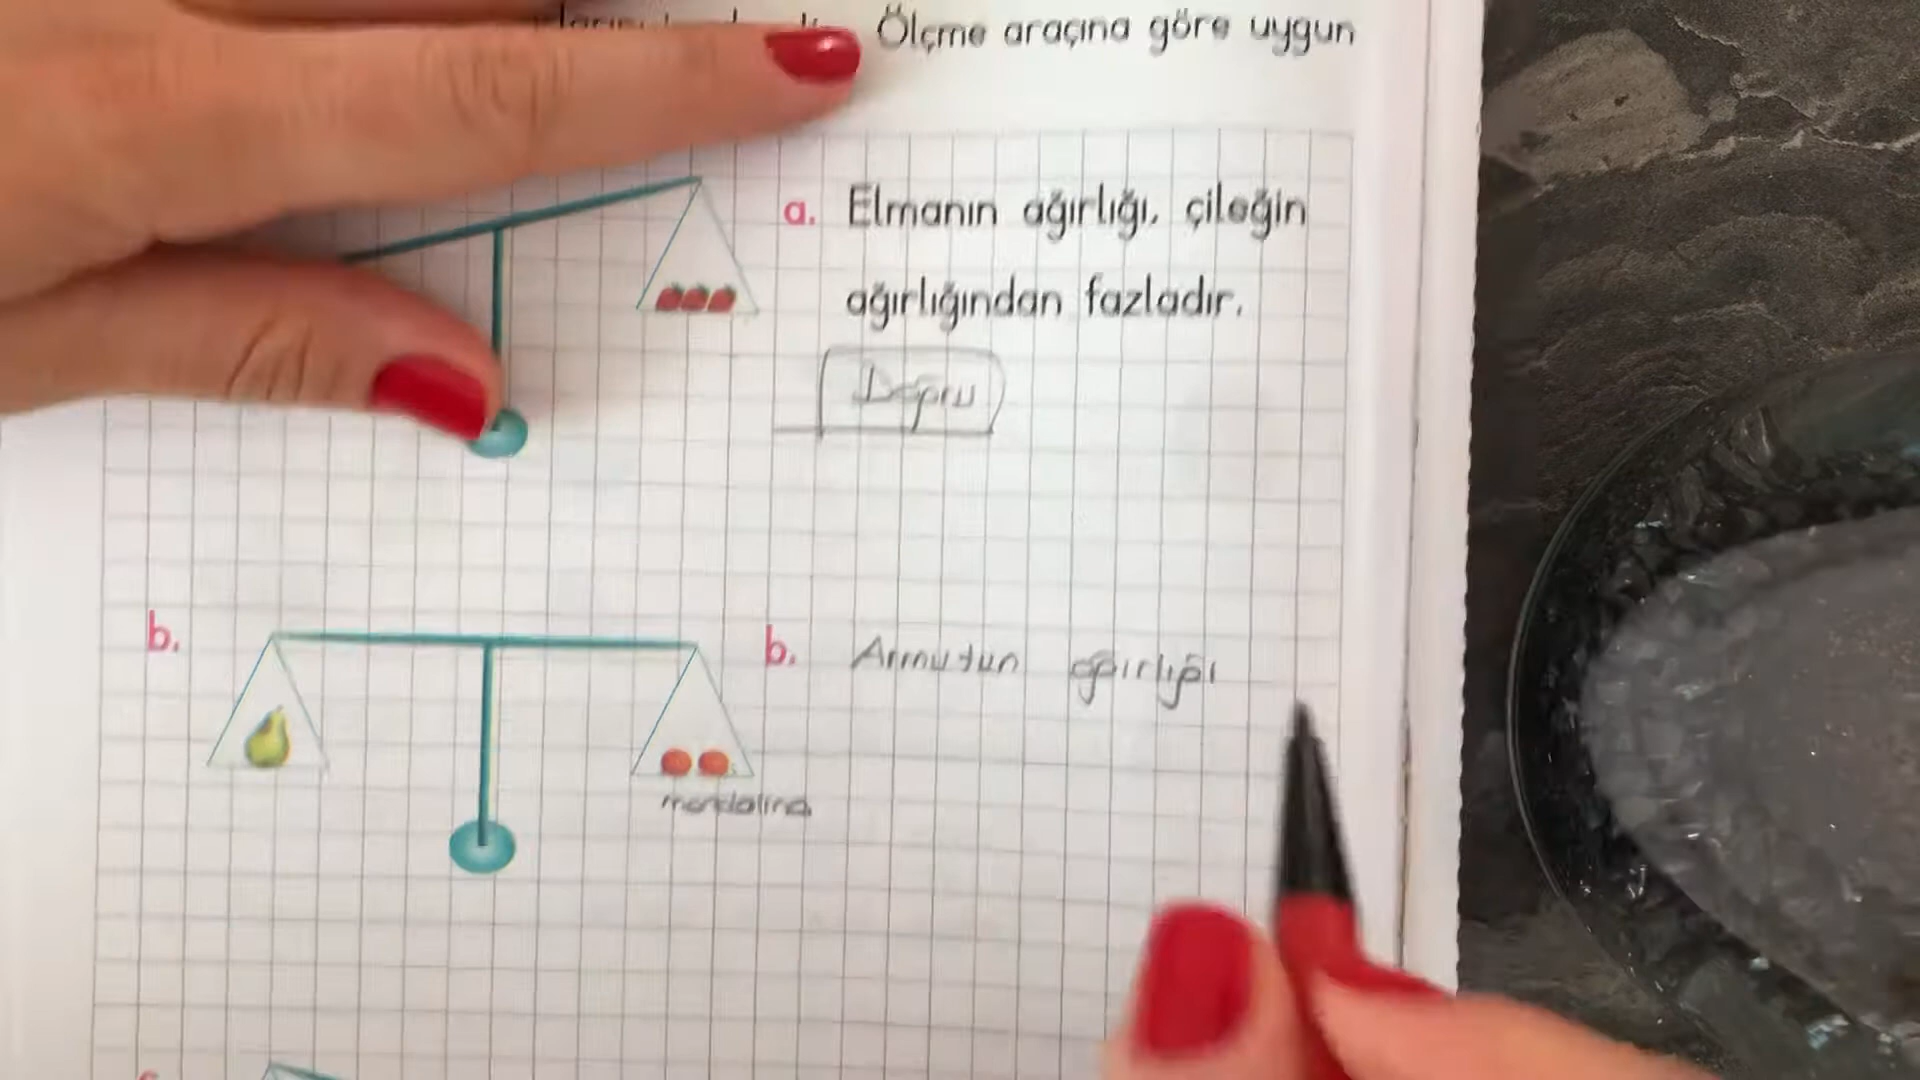 Ölçme aracına göre uygun
a. Elmanın ağırlığı, çileğin
ağırlığından fazladır.
Doğru
b.
b. Armutun ağırlığı
mandalina
c